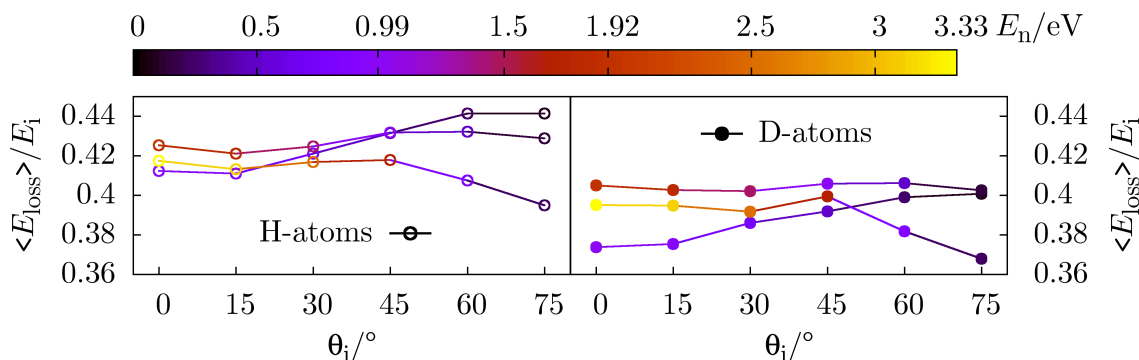 0 0.5 0.99 1.5 1.92 2.5 3 3.33 Eₙ/eV
<E_loss>/E_i
0.44
0.42
0.4
0.38
0.36
H-atoms
0 15 30 45 60 75
θ_i/°
D-atoms
0 15 30 45 60 75
θ_i/°
0.44
0.42
0.4
0.38
0.36
<E_loss>/E_i